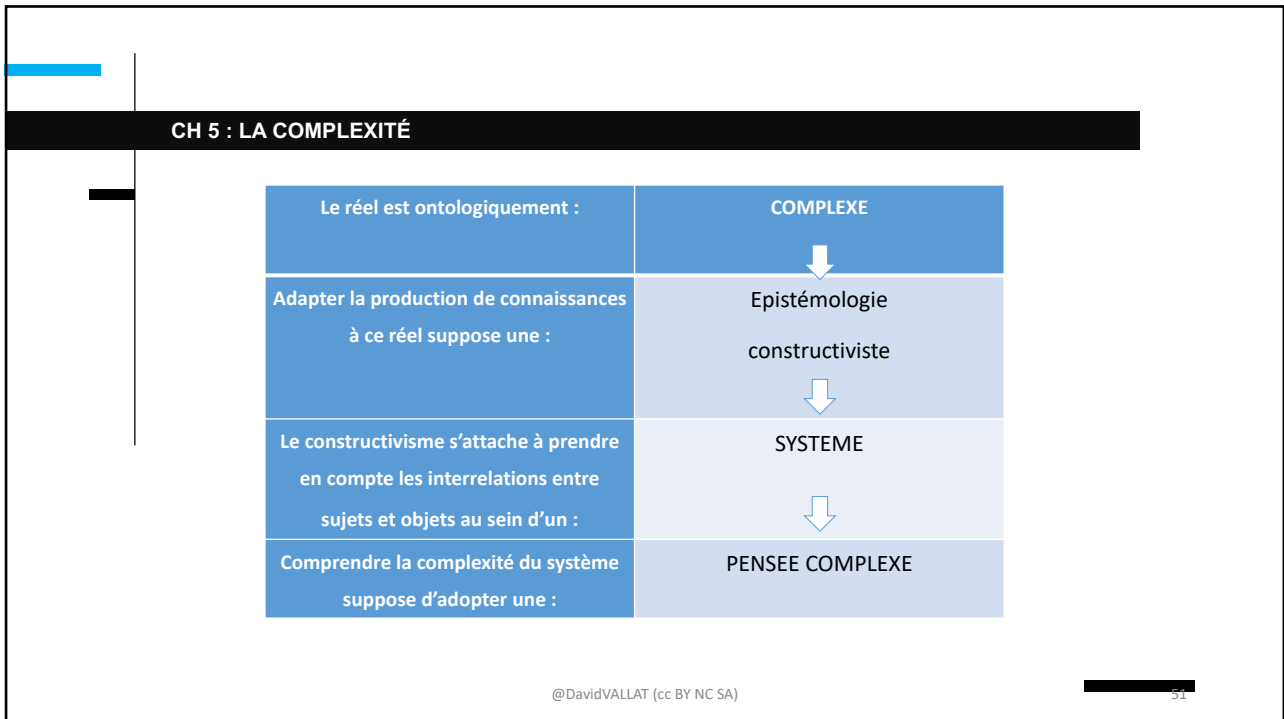 CH 5 : LA COMPLEXITÉ
Le réel est ontologiquement :
COMPLEXE
Adapter la production de connaissances
à ce réel suppose une :
Epistémologie
constructiviste
Le constructivisme s’attache à prendre
en compte les interrelations entre
sujets et objets au sein d’un :
SYSTEME
Comprendre la complexité du système
suppose d’adopter une :
PENSEE COMPLEXE
@DavidVALLAT (cc BY NC SA)
51